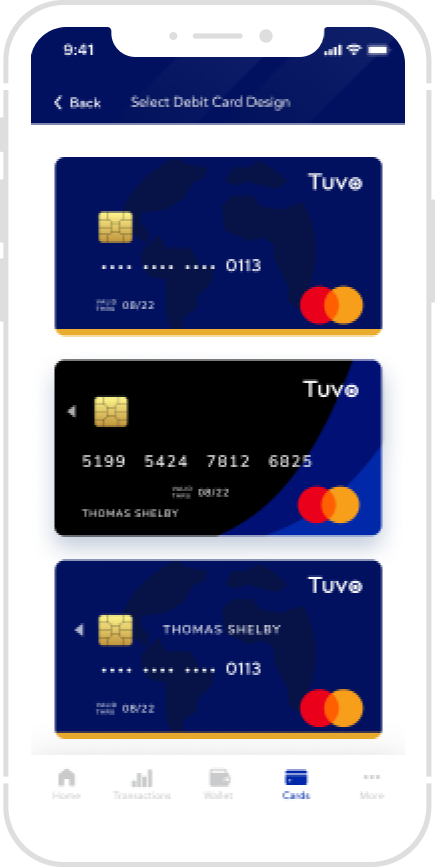 9:41
Back
Select Debit Card Design
Tuvo
•••• •••• •••• 0113
VALID
THRU 08/22
Tuvo
5199 5424 7812 6825
VALID
THRU 08/22
THOMAS SHELBY
Tuvo
THOMAS SHELBY
•••• •••• •••• 0113
VALID
THRU 08/22
Home Transactions Wallet Cards More